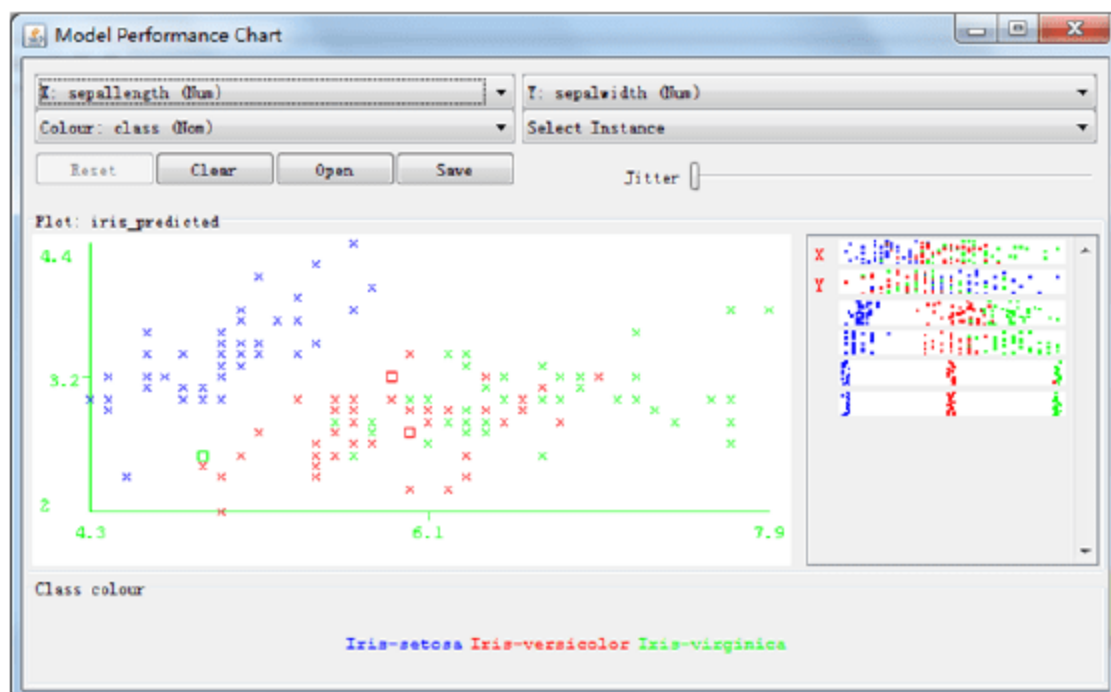 Model Performance Chart
X: sepallength (Num)
Y: sepalwidth (Num)
Colour: class (Nom)
Select Instance
Reset
Clear
Open
Save
Jitter
Plot: iris_predicted
4.4
3.2
2
4.3
6.1
7.9
X
Y
Class colour
Iris-setosa Iris-versicolor Iris-virginica